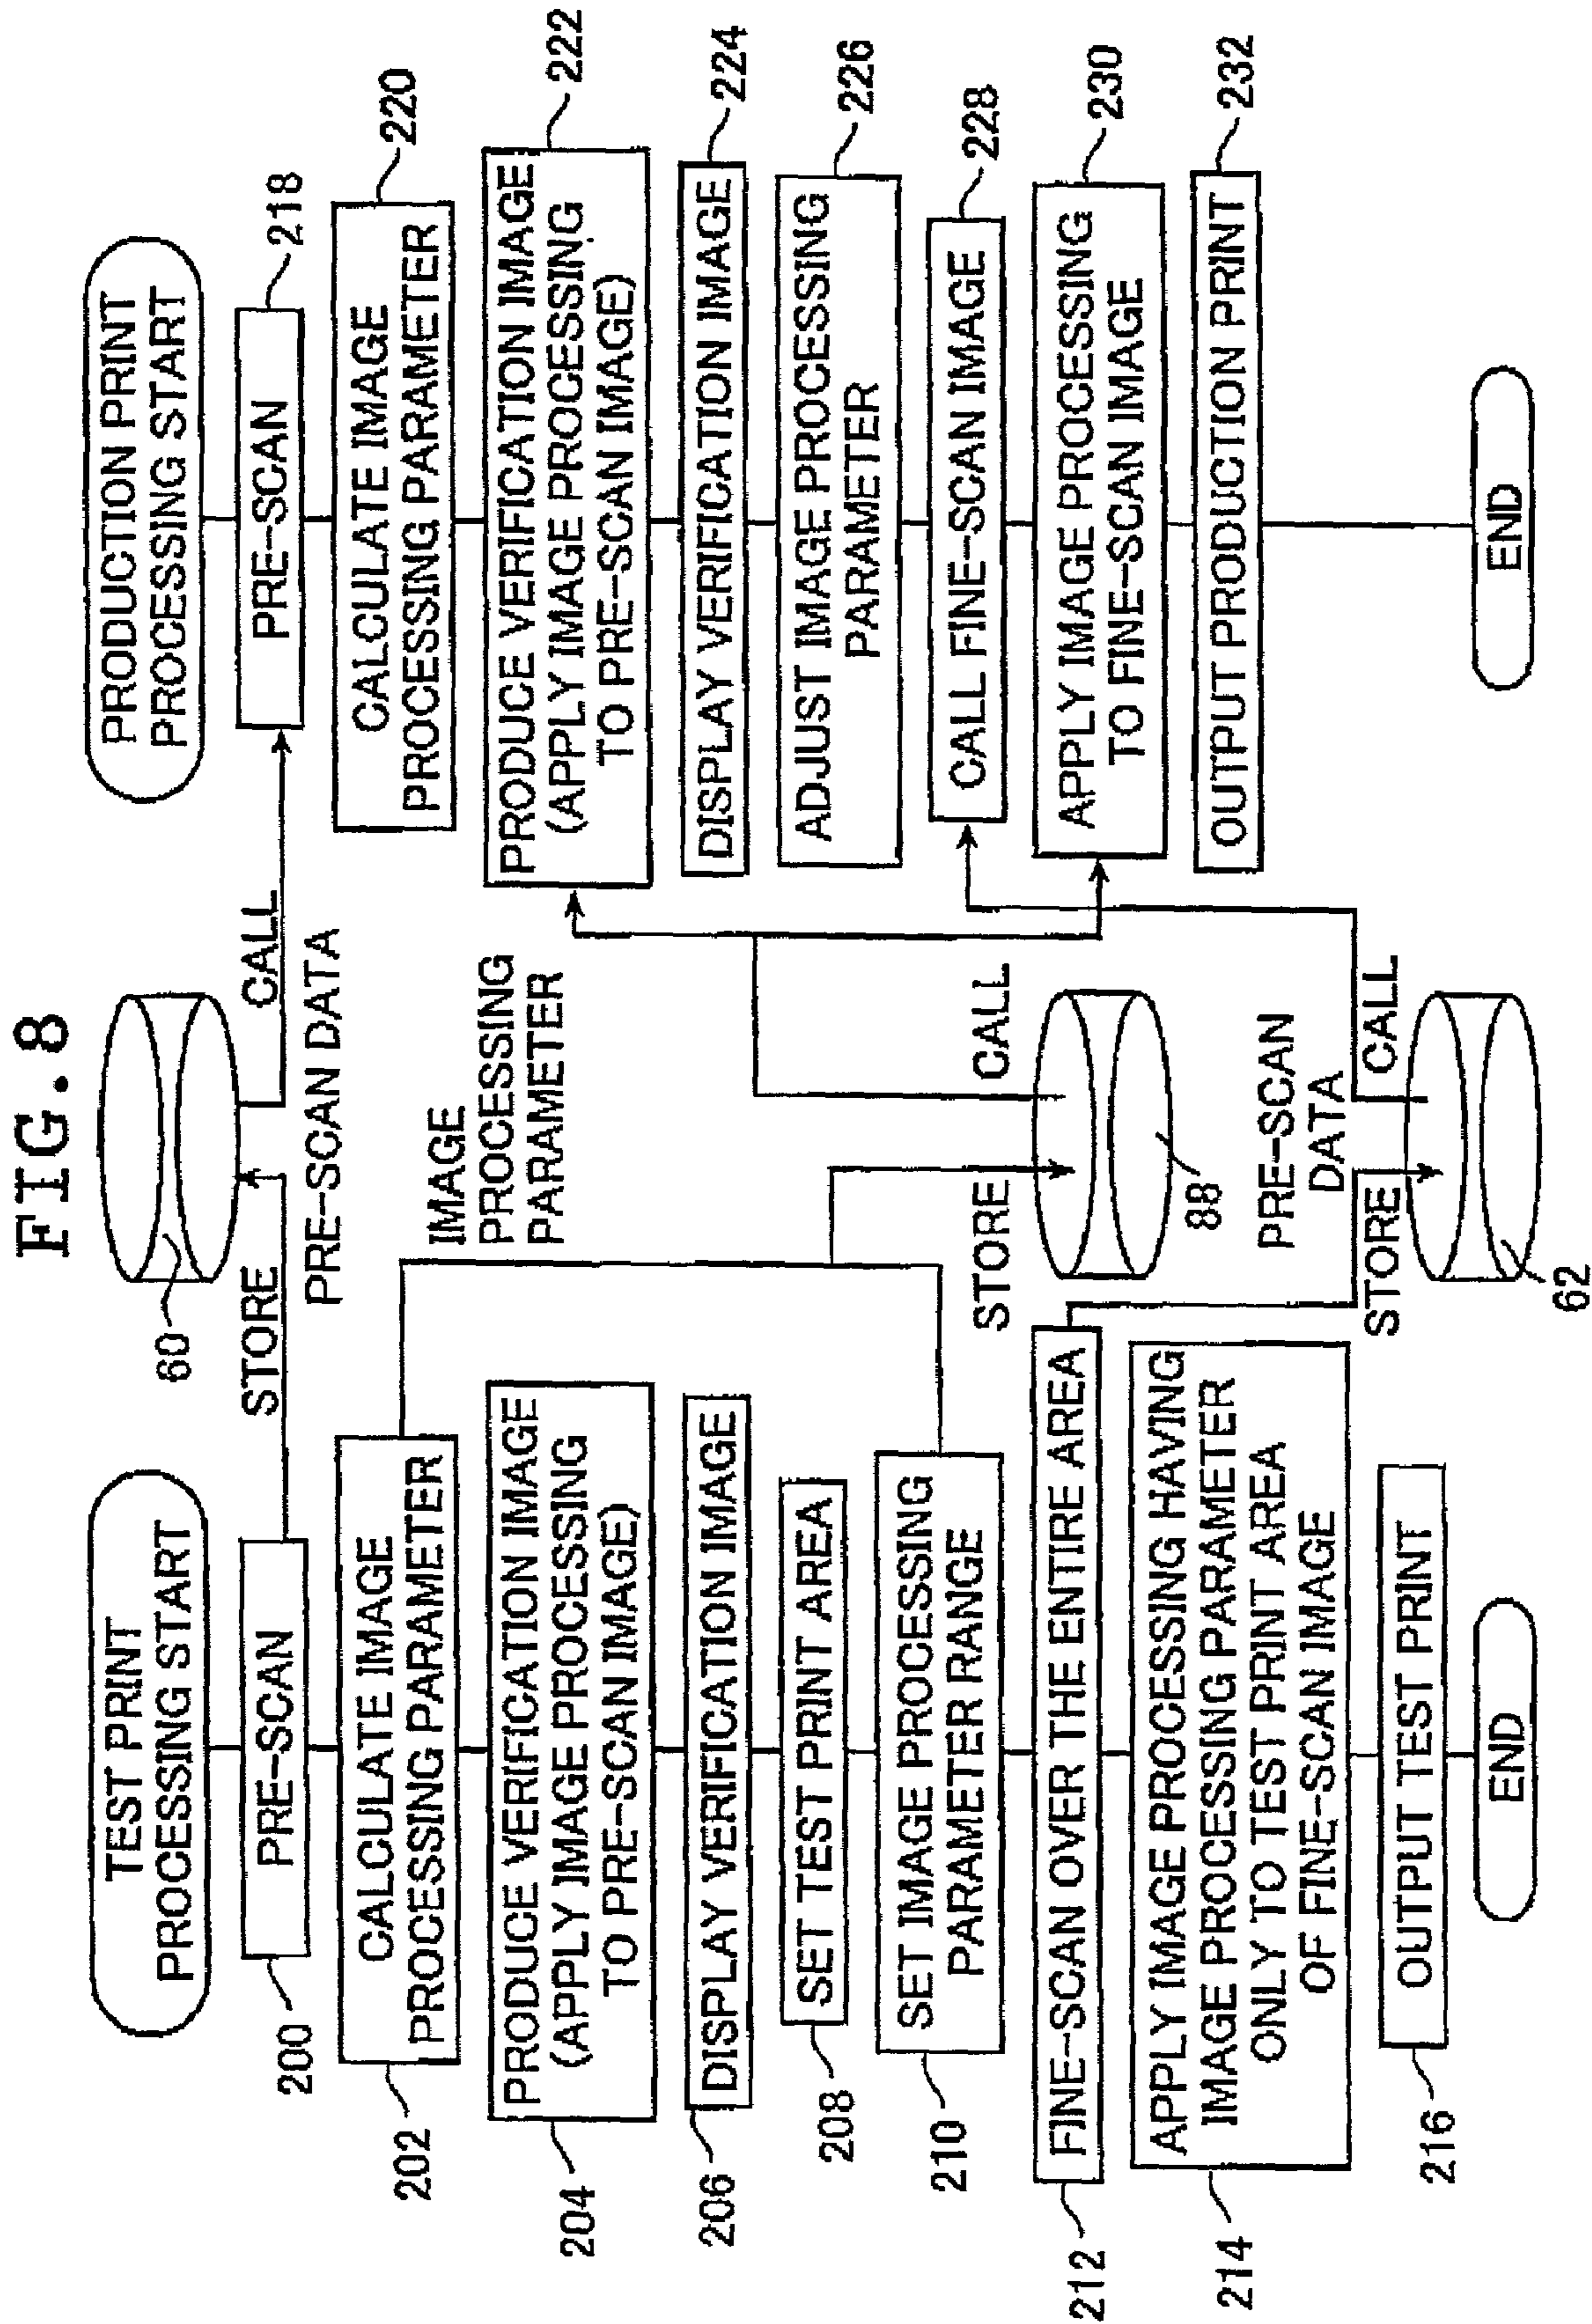 FIG.8
TEST PRINT
PROCESSING START
PRE-SCAN
200
CALCULATE IMAGE
PROCESSING PARAMETER
202
PRODUCE VERIFICATION IMAGE
(APPLY IMAGE PROCESSING
TO PRE-SCAN IMAGE)
204
DISPLAY VERIFICATION IMAGE
206
SET TEST PRINT AREA
208
SET IMAGE PROCESSING
PARAMETER RANGE
210
FINE-SCAN OVER THE ENTIRE AREA
212
APPLY IMAGE PROCESSING HAVING
IMAGE PROCESSING PARAMETER
ONLY TO TEST PRINT AREA
OF FINE-SCAN IMAGE
214
OUTPUT TEST PRINT
216
END
60
STORE
CALL
PRE-SCAN DATA
IMAGE
PROCESSING
PARAMETER
STORE
CALL
88
PRE-SCAN
DATA
STORE
CALL
62
PRODUCTION PRINT
PROCESSING START
PRE-SCAN
218
CALCULATE IMAGE
PROCESSING PARAMETER
220
PRODUCE VERIFICATION IMAGE
(APPLY IMAGE PROCESSING
TO PRE-SCAN IMAGE)
222
DISPLAY VERIFICATION IMAGE
224
ADJUST IMAGE PROCESSING
PARAMETER
226
CALL FINE-SCAN IMAGE
228
APPLY IMAGE PROCESSING
TO FINE-SCAN IMAGE
230
OUTPUT PRODUCTION PRINT
232
END